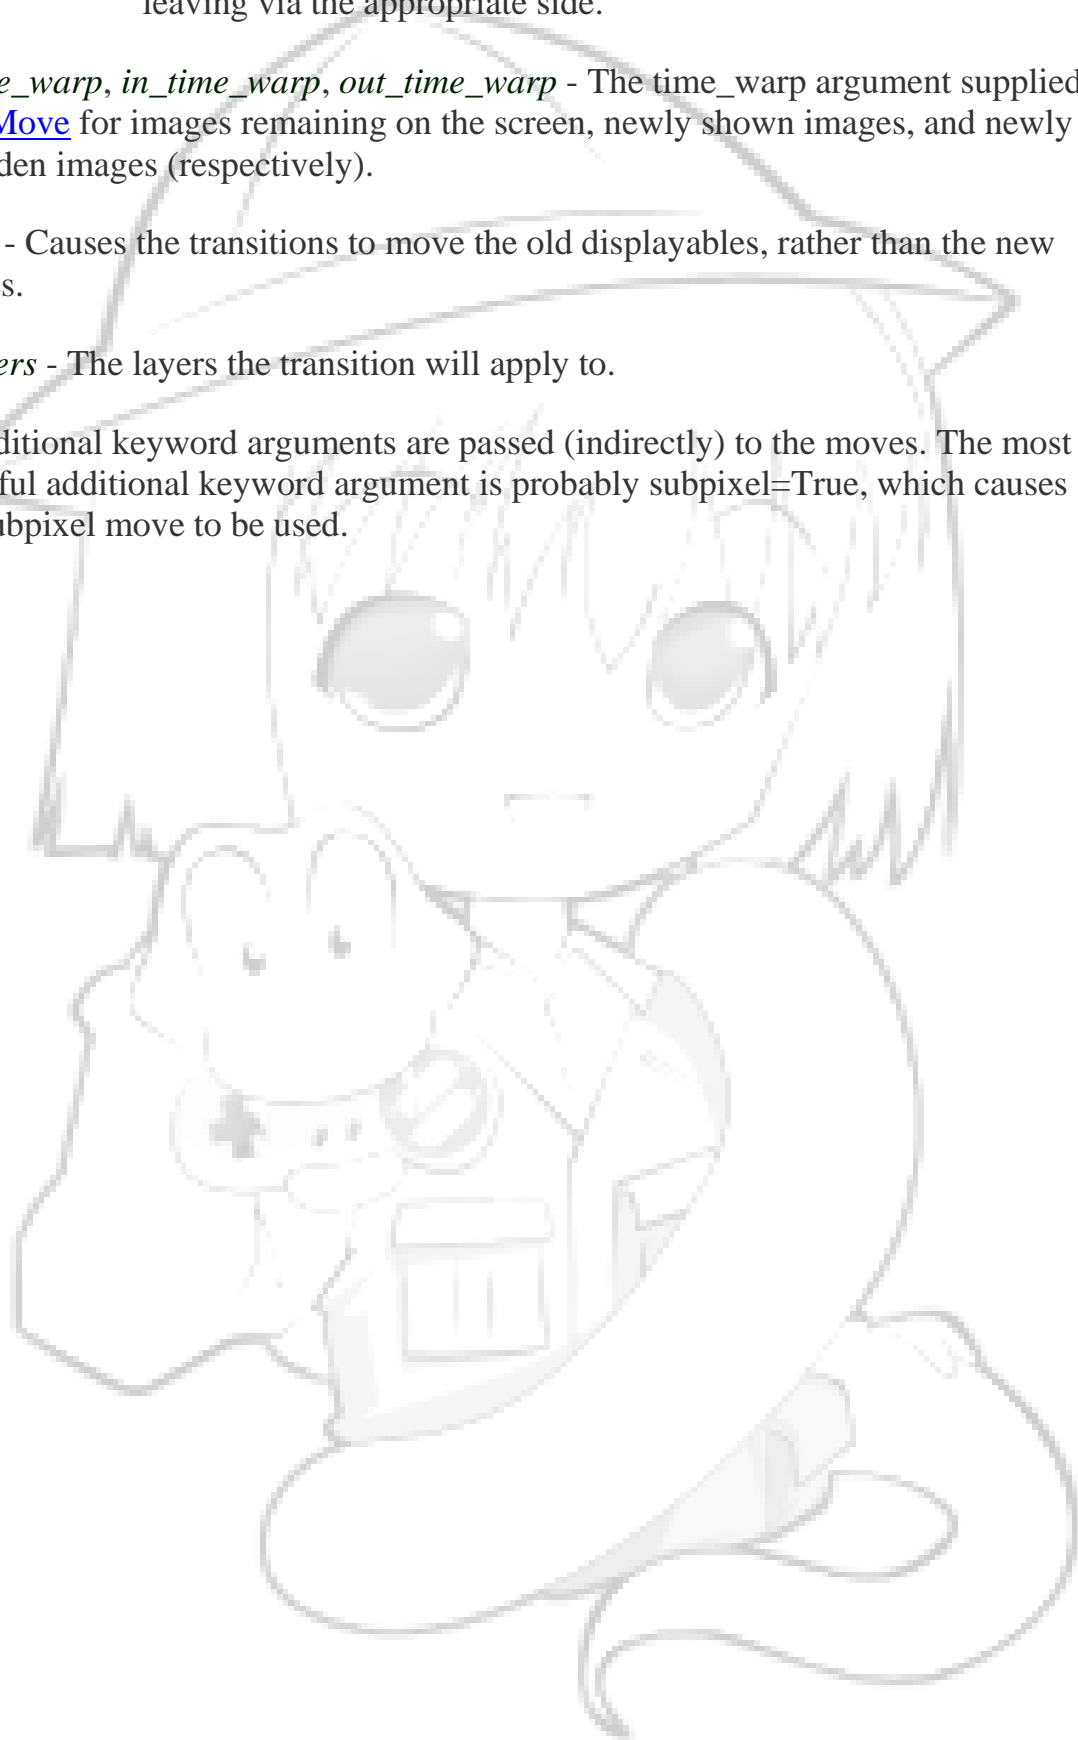 leaving via the appropriate side.
e_warp, in_time_warp, out_time_warp - The time_warp argument supplied
Move for images remaining on the screen, newly shown images, and newly
den images (respectively).
- Causes the transitions to move the old displayables, rather than the new
s.
ers - The layers the transition will apply to.
ditional keyword arguments are passed (indirectly) to the moves. The most
ful additional keyword argument is probably subpixel=True, which causes
ubpixel move to be used.